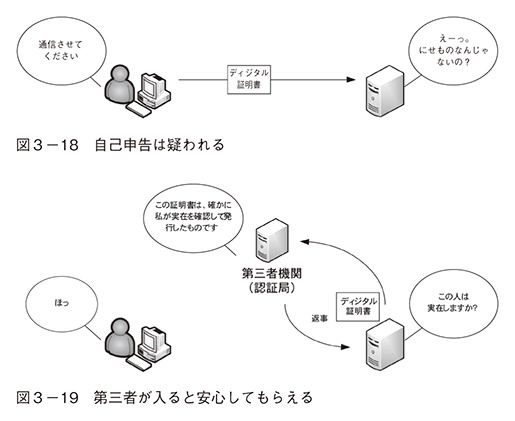 通信させて
ください
ディジタル
証明書
えーっ。
にせものなんじゃ
ないの？
図３－18　自己申告は疑われる
この証明書は、確かに
私が実在を確認して発
行したものです
第三者機関
（認証局）
ほっ
返事
ディジタル
証明書
この人は
実在しますか?
図３－19　第三者が入ると安心してもらえる